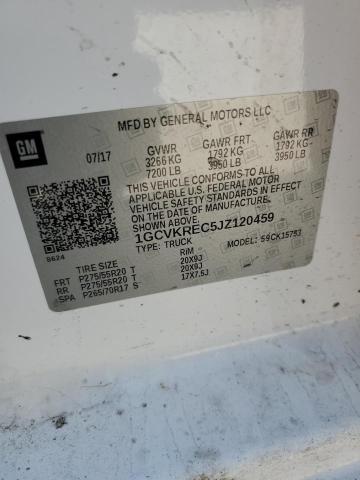 MFD BY GENERAL MOTORS LLC
GM
07/17 GVWR GAWR FRT GAWR RR
3266 KG 1792 KG 1792 KG
7200 LB 3950 LB 3950 LB
THIS VEHICLE CONFORMS TO ALL
APPLICABLE U.S. FEDERAL MOTOR
VEHICLE SAFETY STANDARDS IN
EFFECT ON THE DATE OF
MANUFACTURE SHOWN ABOVE.
1GCVKREC5JZ120459
8624 TYPE: TRUCK MODEL: 59CK15753
TIRE SIZE RIM
FRT P275/55R20 T 20X9J
RR P275/55R20 T 20X9J
SPA P265/70R17 S 17X7.5J